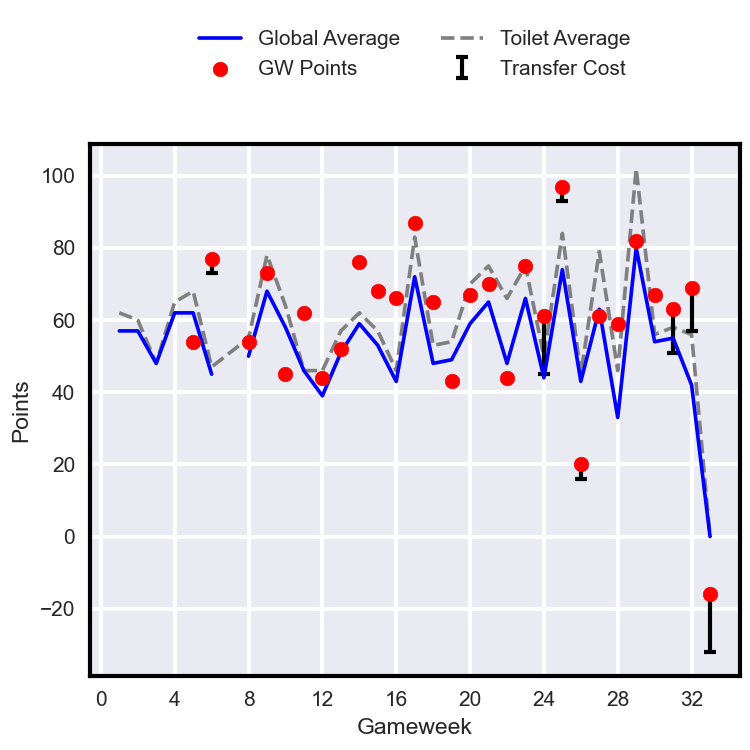 Global Average
Toilet Average
GW Points
Transfer Cost
Points
100
80
60
40
20
0
−20
0 4 8 12 16 20 24 28 32
Gameweek